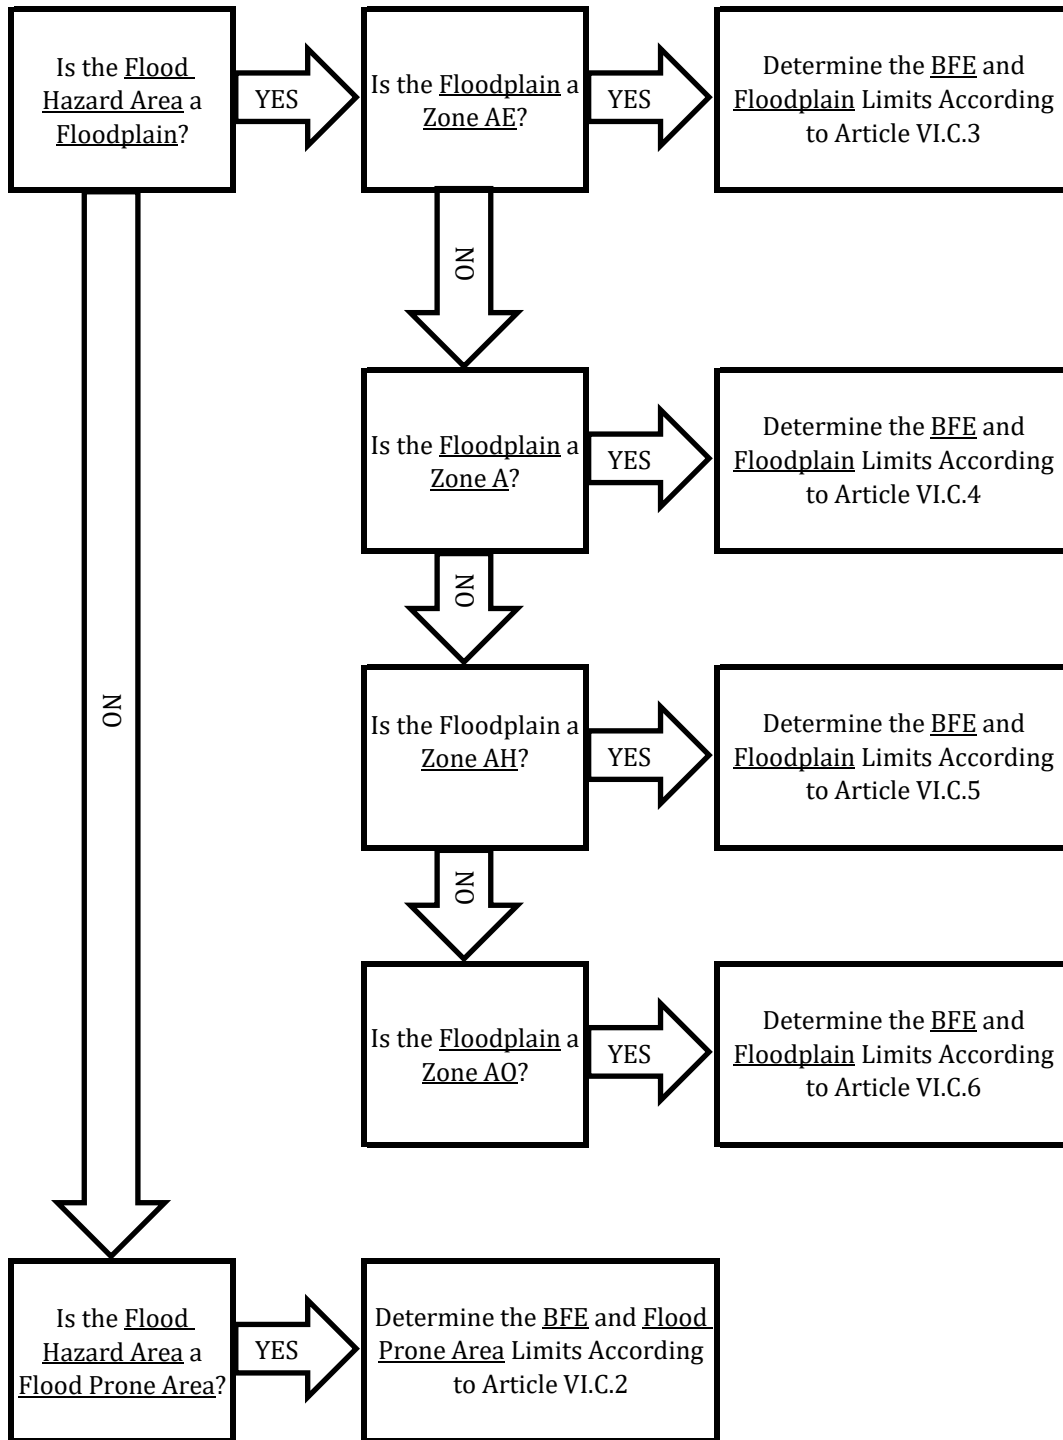 Is the Flood
Hazard Area a
Floodplain?
YES
Is the Floodplain a
Zone AE?
YES
Determine the BFE and
Floodplain Limits According
to Article VI.C.3
NO
Is the Floodplain a
Zone A?
YES
Determine the BFE and
Floodplain Limits According
to Article VI.C.4
NO
NO
Is the Floodplain a
Zone AH?
YES
Determine the BFE and
Floodplain Limits According
to Article VI.C.5
NO
Is the Floodplain a
Zone AO?
YES
Determine the BFE and
Floodplain Limits According
to Article VI.C.6
Is the Flood
Hazard Area a
Flood Prone Area?
YES
Determine the BFE and Flood
Prone Area Limits According
to Article VI.C.2